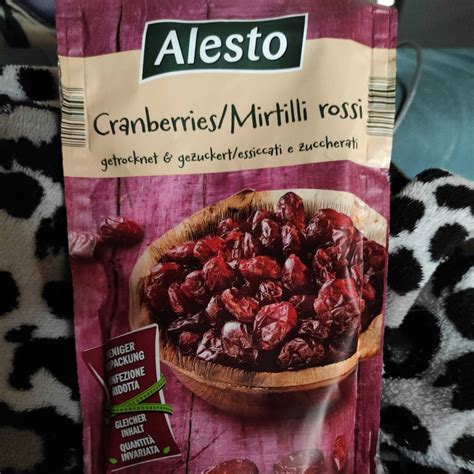 Alesto
Cranberries/Mirtilli rossi
getrocknet & gezuckert/essiccati e zuccherati
WENIGER
VERPACKUNG
CONFEZIONE
RIDOTTA
GLEICHER
INHALT
QUANTITÀ
INVARIATA